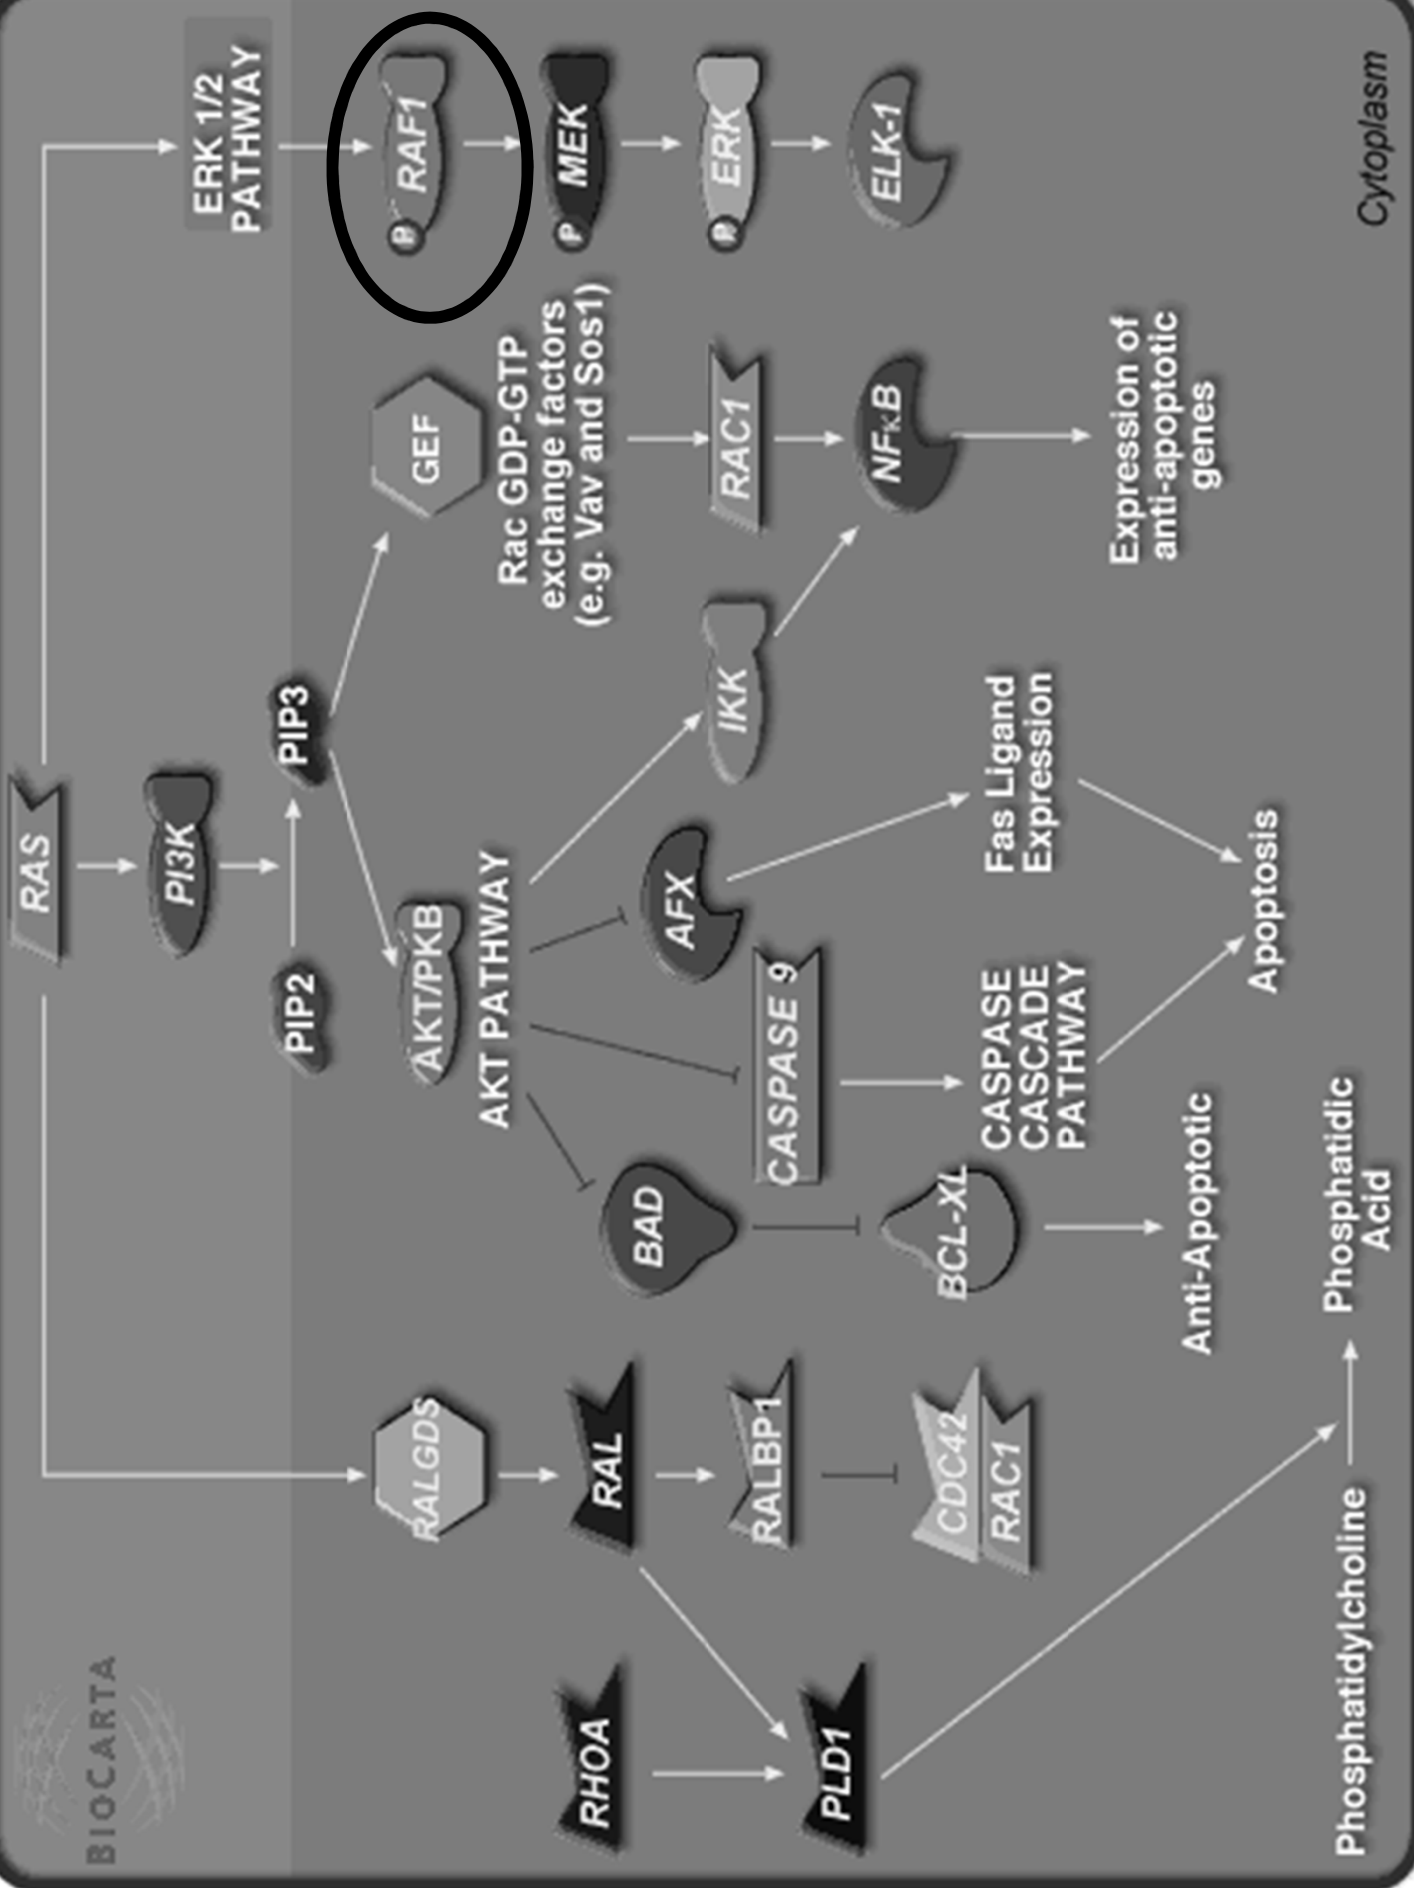 BIOCARTA
RAS
PI3K
PIP2
PIP3
ERK 1/2
PATHWAY
RALGDS
AKT/PKB
AKT PATHWAY
GEF
Rac GDP-GTP
exchange factors
(e.g. Vav and Sos1)
P
RAF1
RHOA
RAL
BAD
AFX
P
MEK
PLD1
RALBP1
CASPASE 9
IKK
RAC1
P
ERK
CDC42
RAC1
BCL-XL
CASPASE
CASCADE
PATHWAY
Fas Ligand
Expression
NFκB
ELK-1
Anti-Apoptotic
Apoptosis
Expression of
anti-apoptotic
genes
Phosphatidylcholine
Phosphatidic
Acid
Cytoplasm